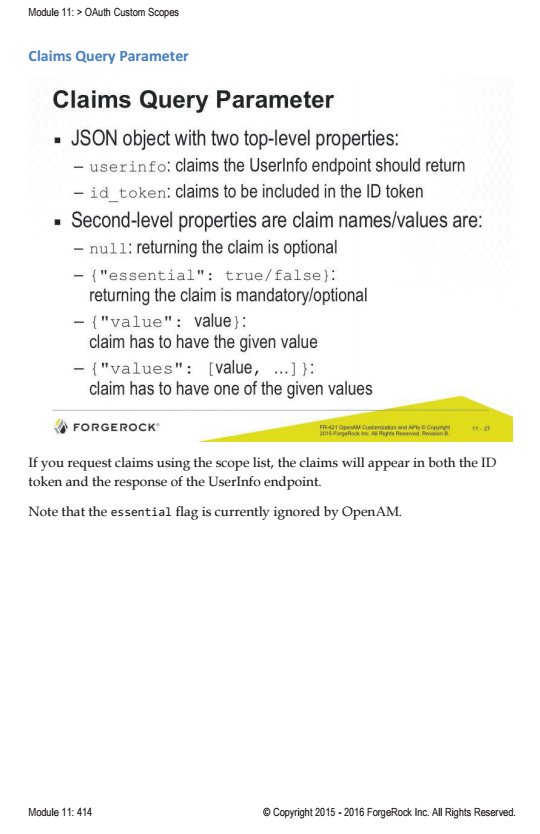 Module 11: > OAuth Custom Scopes
Claims Query Parameter
Claims Query Parameter
▪ JSON object with two top-level properties:
– userinfo: claims the UserInfo endpoint should return
– id_token: claims to be included in the ID token
▪ Second-level properties are claim names/values are:
– null: returning the claim is optional
– {"essential": true/false}:
returning the claim is mandatory/optional
– {"value": value}:
claim has to have the given value
– {"values": [value, …]}:
claim has to have one of the given values
FORGEROCK®
FR-421 OpenAM Customization and APIs © Copyright
2015 ForgeRock Inc. All Rights Reserved. Revision B.
11 - 27
If you request claims using the scope list, the claims will appear in both the ID
token and the response of the UserInfo endpoint.
Note that the essential flag is currently ignored by OpenAM.
Module 11: 414
© Copyright 2015 - 2016 ForgeRock Inc. All Rights Reserved.